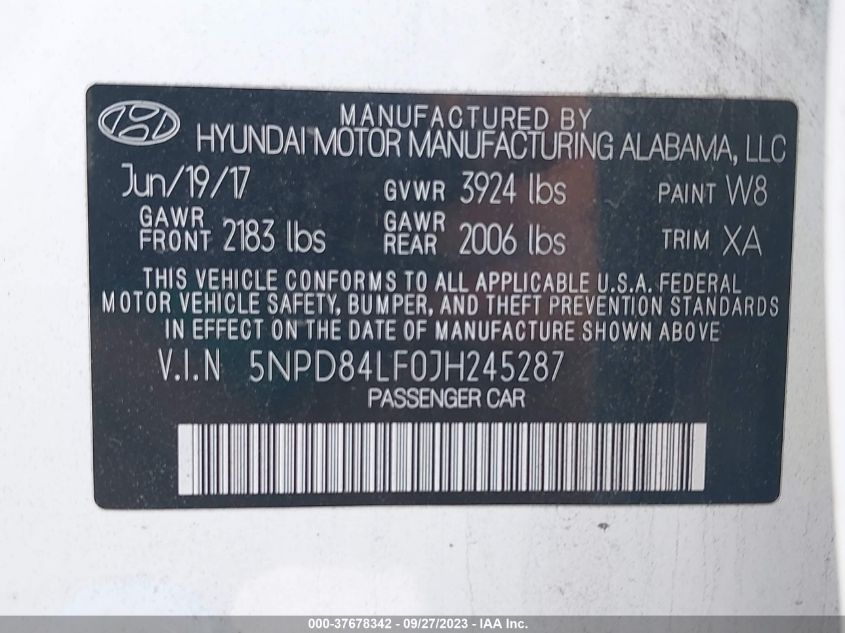 MANUFACTURED BY
HYUNDAI MOTOR MANUFACTURING ALABAMA, LLC
Jun/19/17 GVWR 3924 lbs PAINT W8
GAWR FRONT 2183 lbs GAWR REAR 2006 lbs TRIM XA
THIS VEHICLE CONFORMS TO ALL APPLICABLE U.S.A. FEDERAL
MOTOR VEHICLE SAFETY, BUMPER, AND THEFT PREVENTION STANDARDS
IN EFFECT ON THE DATE OF MANUFACTURE SHOWN ABOVE
V.I.N 5NPD84LF0JH245287
PASSENGER CAR
000-37678342 - 09/27/2023 - IAA, Inc.